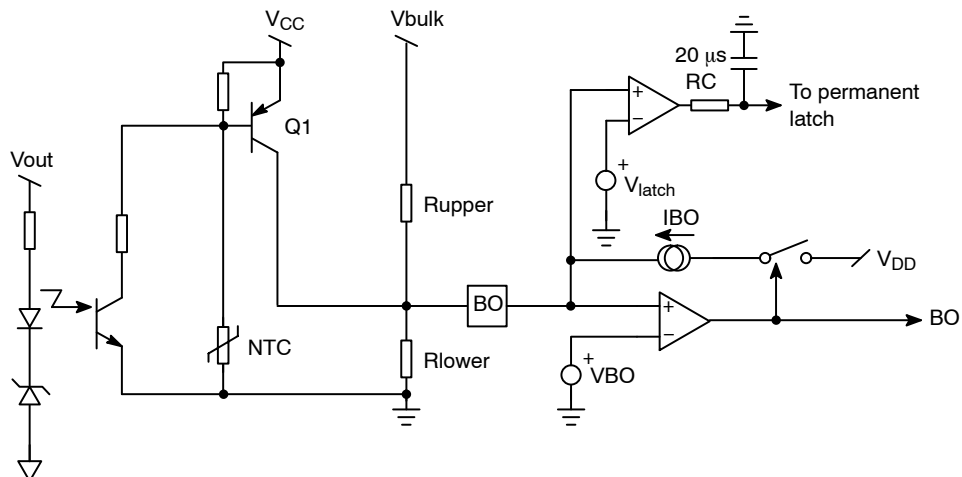 VCC
Vbulk
20 μs
RC
To permanent
latch
Q1
Vout
Vlatch
Rupper
IBO
VDD
BO
BO
NTC
Rlower
VBO